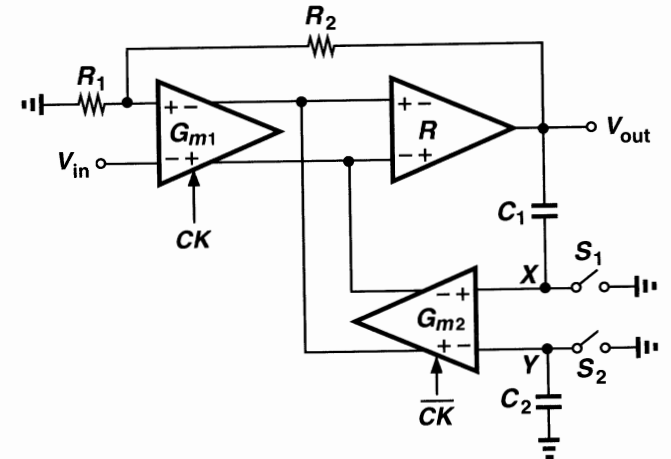 R2
R1
+ −
Gm1
− +
Vin
CK
+ −
R
− +
Vout
C1
X
S1
− +
Gm2
+ −
Y
S2
C2
CK